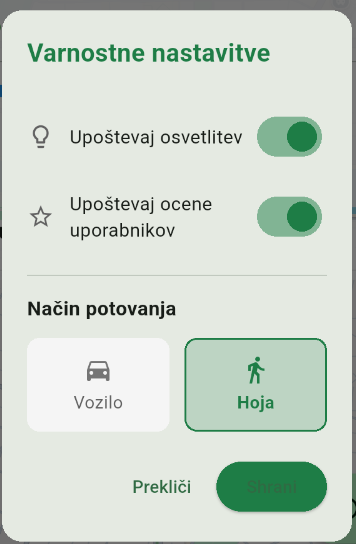 Varnostne nastavitve
Upoštevaj osvetlitev
Upoštevaj ocene
uporabnikov
Način potovanja
Vozilo
Hoja
Prekliči
Shrani